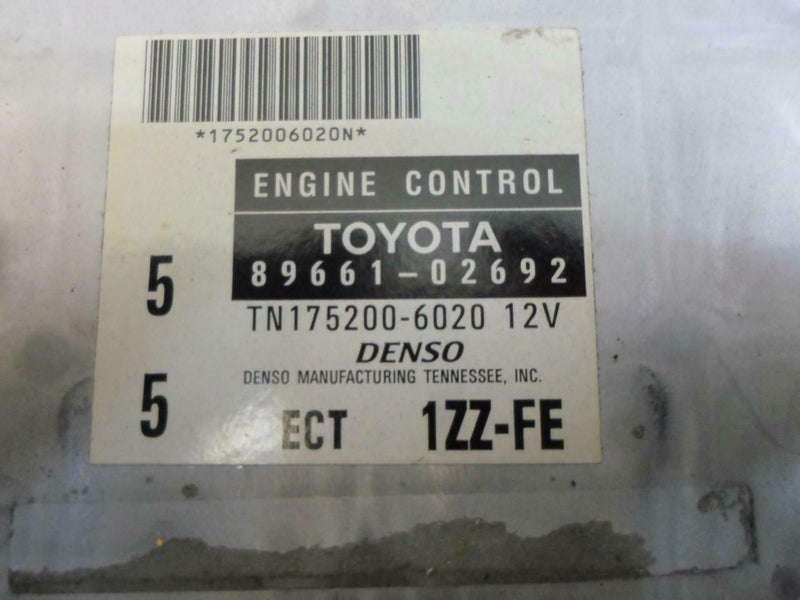 *1752006020N*
ENGINE CONTROL
TOYOTA
89661-02692
5
TN175200-6020 12V
DENSO
DENSO MANUFACTURING TENNESSEE, INC.
5
ECT 1ZZ-FE